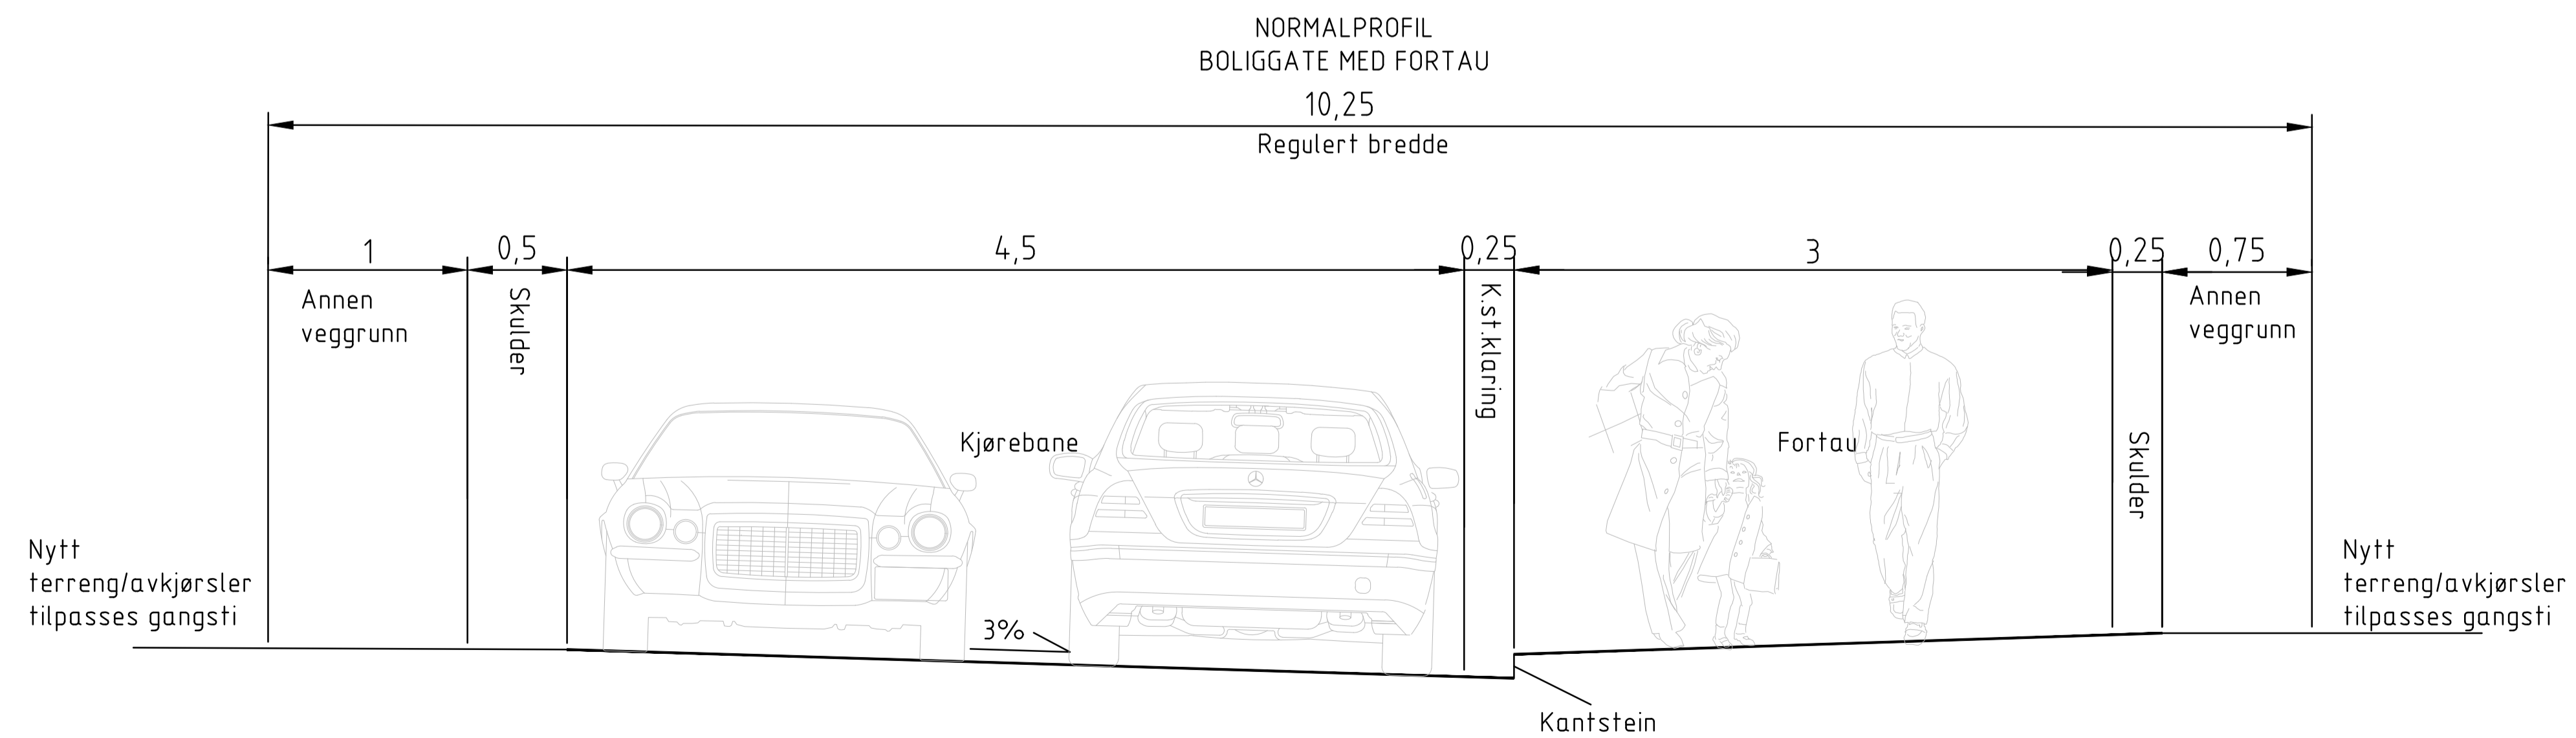 NORMALPROFIL
BOLIGGATE MED FORTAU
10,25
Regulert bredde
1
0,5
4,5
0,25
3
0,25
0,75
Annen
veggrunn
Skulder
K.st.klaring
Annen
veggrunn
Kjørebane
Fortau
Skulder
Nytt
terreng/avkjørsler
tilpasses gangsti
3%
Nytt
terreng/avkjørsler
tilpasses gangsti
Kantstein